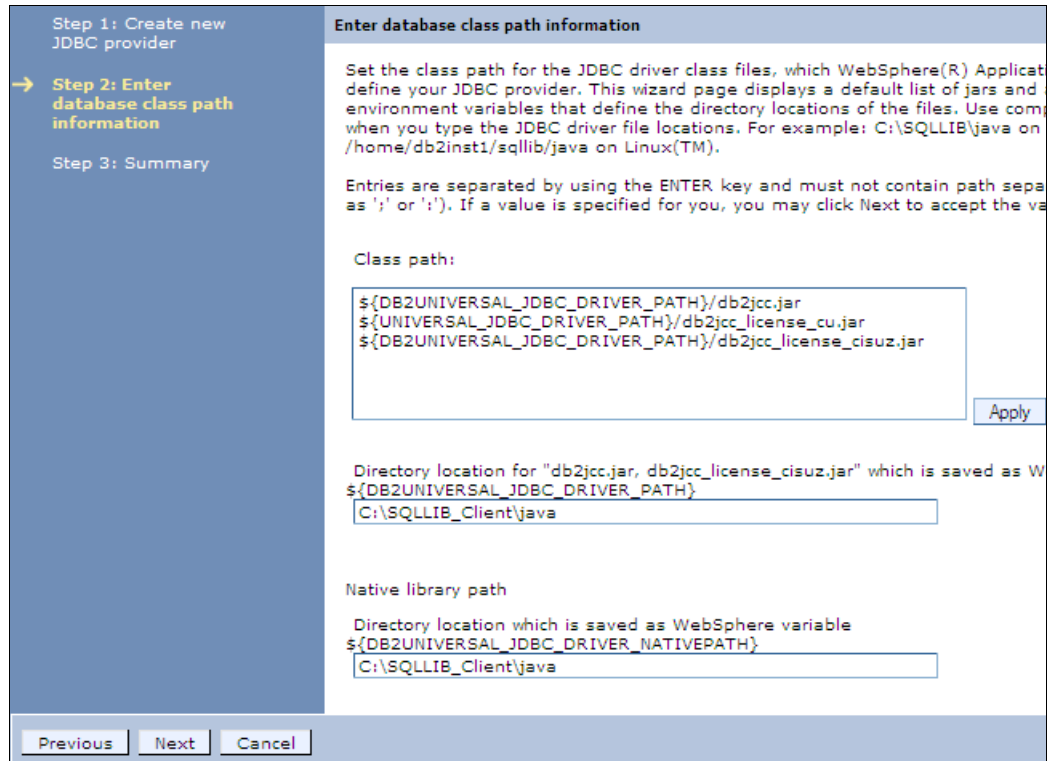 Step 1: Create new
JDBC provider
Step 2: Enter
database class path
information
Step 3: Summary
Enter database class path information
Set the class path for the JDBC driver class files, which WebSphere(R)
define your JDBC provider. This wizard page displays a default list of jars and
environment variables that define the directory locations of the files. Use
when you type the JDBC driver file locations. For example: C:\SQLLIB\java on
/home/db2inst1/sqllib/java on Linux(TM).
Entries are separated by using the ENTER key and must not contain path
as ';' or ':'). If a value is specified for you, you may click Next to accept the
Class path:
${DB2UNIVERSAL_JDBC_DRIVER_PATH}/db2jcc.jar
${UNIVERSAL_JDBC_DRIVER_PATH}/db2jcc_license_cu.jar
${DB2UNIVERSAL_JDBC_DRIVER_PATH}/db2jcc_license_cisuz.jar
Apply
Directory location for "db2jcc.jar, db2jcc_license_cisuz.jar" which is saved as
${DB2UNIVERSAL_JDBC_DRIVER_PATH}
C:\SQLLIB_Client\java
Native library path
Directory location which is saved as WebSphere variable
${DB2UNIVERSAL_JDBC_DRIVER_NATIVEPATH}
C:\SQLLIB_Client\java
Previous Next Cancel